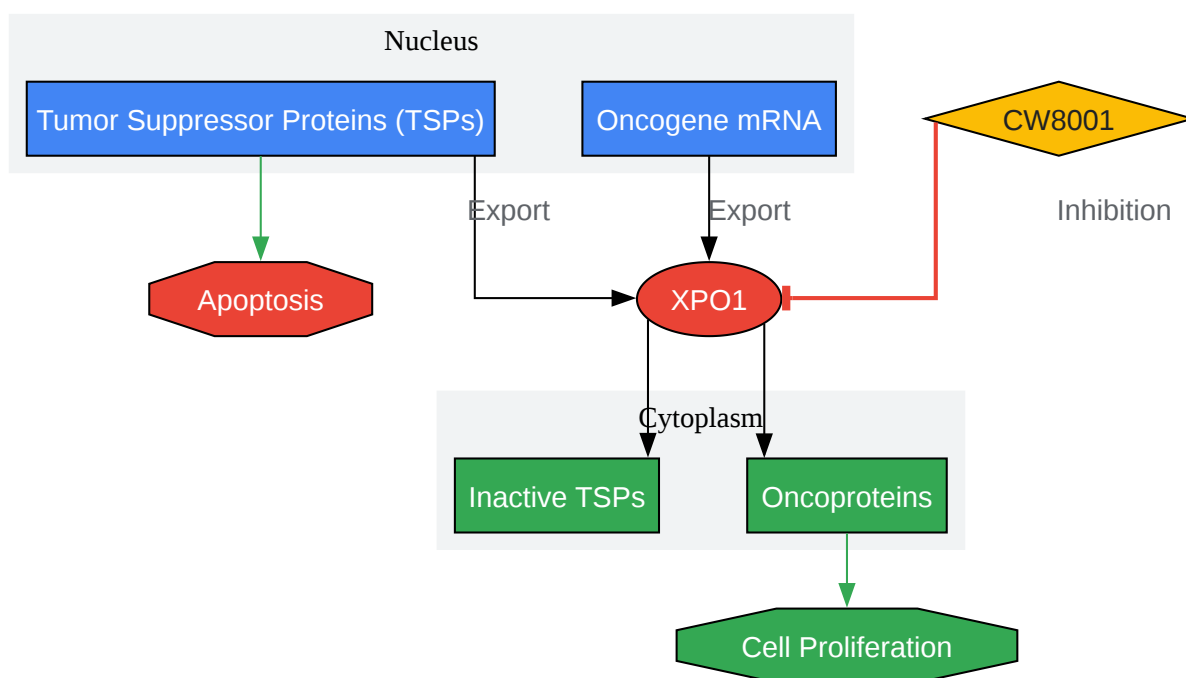 Nucleus
Tumor Suppressor Proteins (TSPs)
Oncogene mRNA
CW8001
Export
Export
Inhibition
Apoptosis
XPO1
Cytoplasm
Inactive TSPs
Oncoproteins
Cell Proliferation